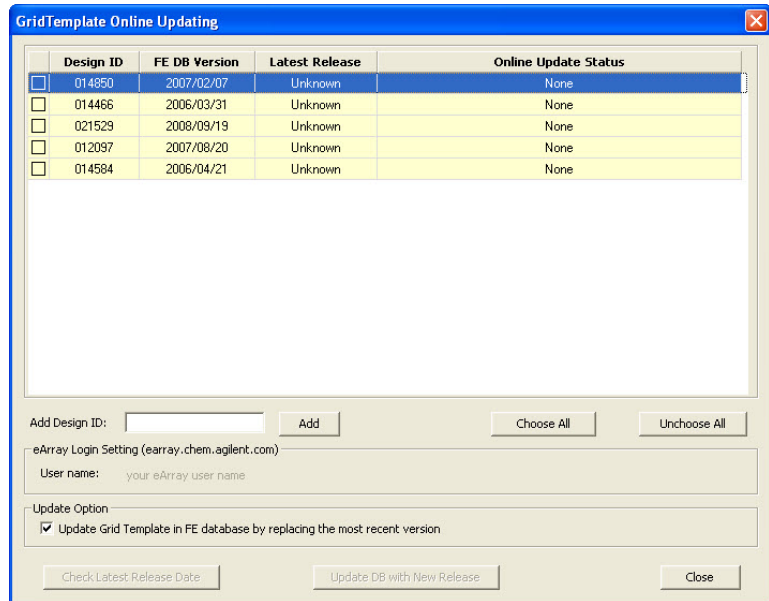 GridTemplate Online Updating
Design ID FE DB Version Latest Release Online Update Status
014850 2007/02/07 Unknown None
014466 2006/03/31 Unknown None
021529 2008/09/19 Unknown None
012097 2007/08/20 Unknown None
014584 2006/04/21 Unknown None
Add Design ID: Add Choose All Unchoose All
eArray Login Setting (earray.chem.agilent.com)
User name: your eArray user name
Update Option
Update Grid Template in FE database by replacing the most recent version
Check Latest Release Date Update DB with New Release Close